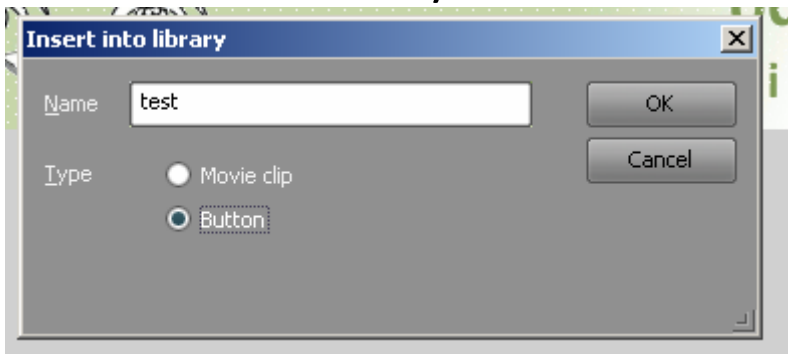 Insert into library
Name test OK
Cancel
Type Movie clip
Button
i